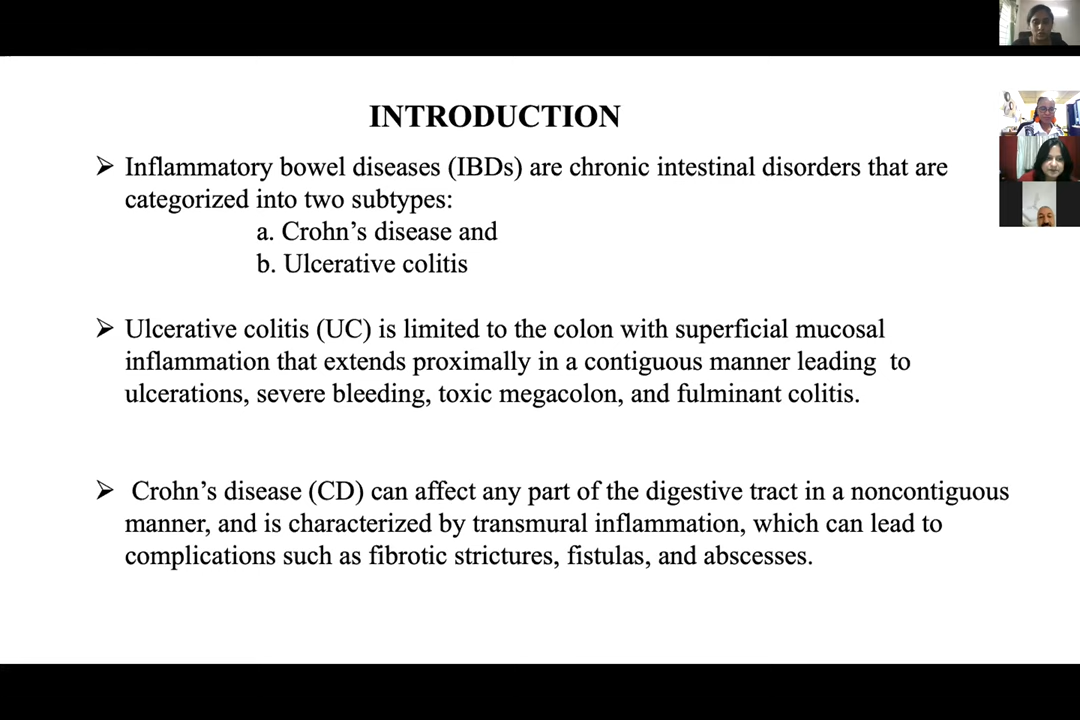 INTRODUCTION
➢ Inflammatory bowel diseases (IBDs) are chronic intestinal disorders that are
categorized into two subtypes:
a. Crohn’s disease and
b. Ulcerative colitis
➢ Ulcerative colitis (UC) is limited to the colon with superficial mucosal
inflammation that extends proximally in a contiguous manner leading  to
ulcerations, severe bleeding, toxic megacolon, and fulminant colitis.
➢ Crohn’s disease (CD) can affect any part of the digestive tract in a noncontiguous
manner, and is characterized by transmural inflammation, which can lead to
complications such as fibrotic strictures, fistulas, and abscesses.